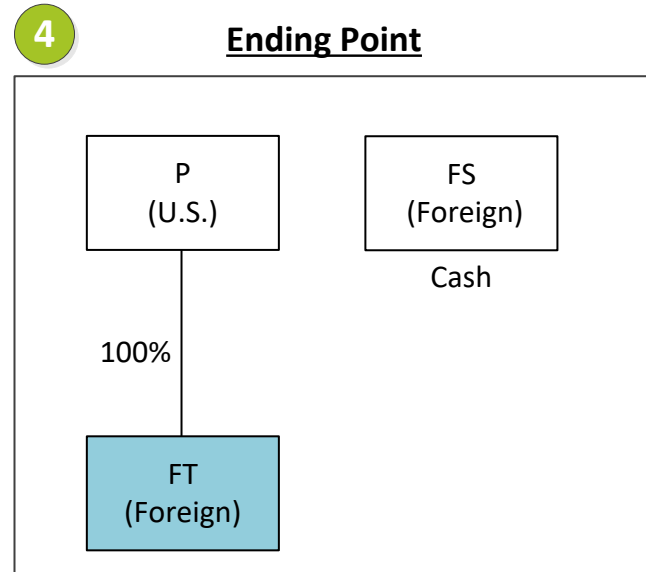 4
Ending Point
P
(U.S.)
FS
(Foreign)
Cash
100%
FT
(Foreign)